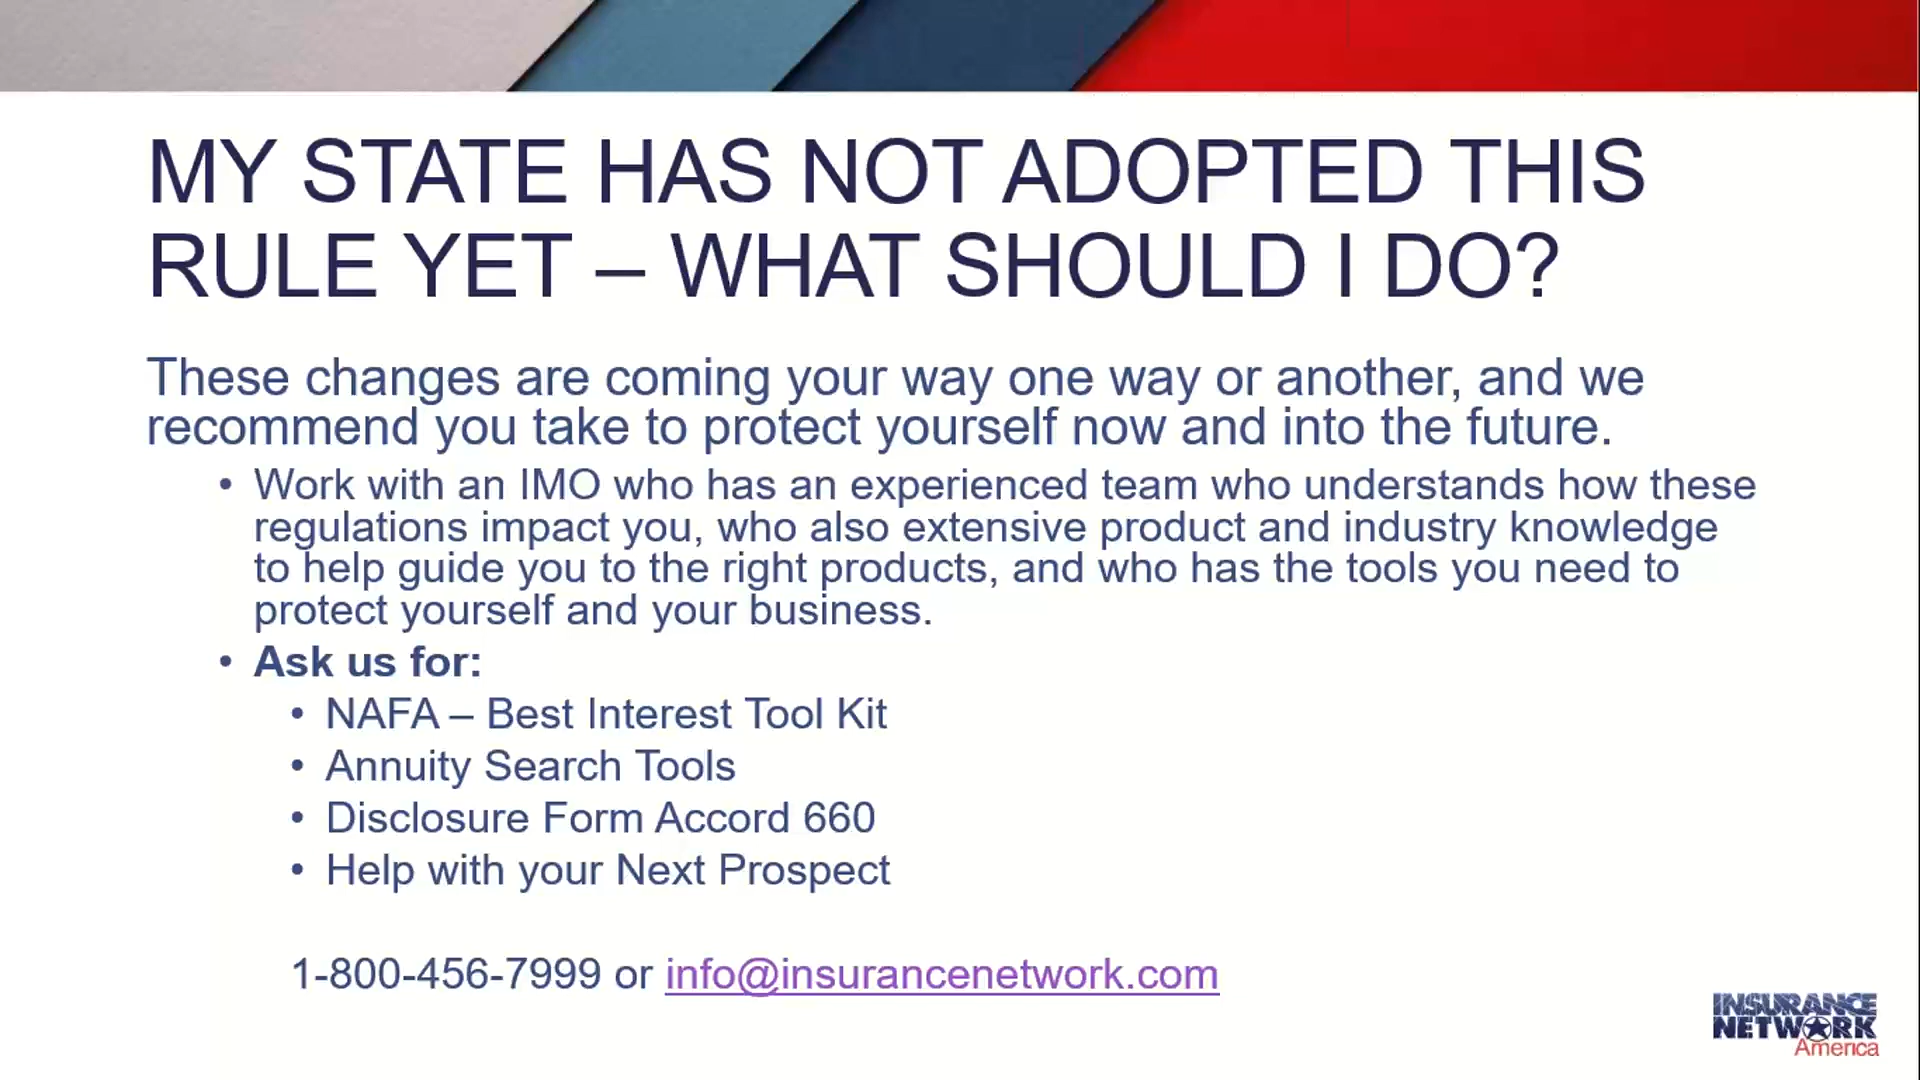 MY STATE HAS NOT ADOPTED THIS
RULE YET – WHAT SHOULD I DO?
These changes are coming your way one way or another, and we
recommend you take to protect yourself now and into the future.
• Work with an IMO who has an experienced team who understands how these
regulations impact you, who also extensive product and industry knowledge
to help guide you to the right products, and who has the tools you need to
protect yourself and your business.
• Ask us for:
• NAFA – Best Interest Tool Kit
• Annuity Search Tools
• Disclosure Form Accord 660
• Help with your Next Prospect
1-800-456-7999 or info@insurancenetwork.com
INSURANCE
NETWORK
America